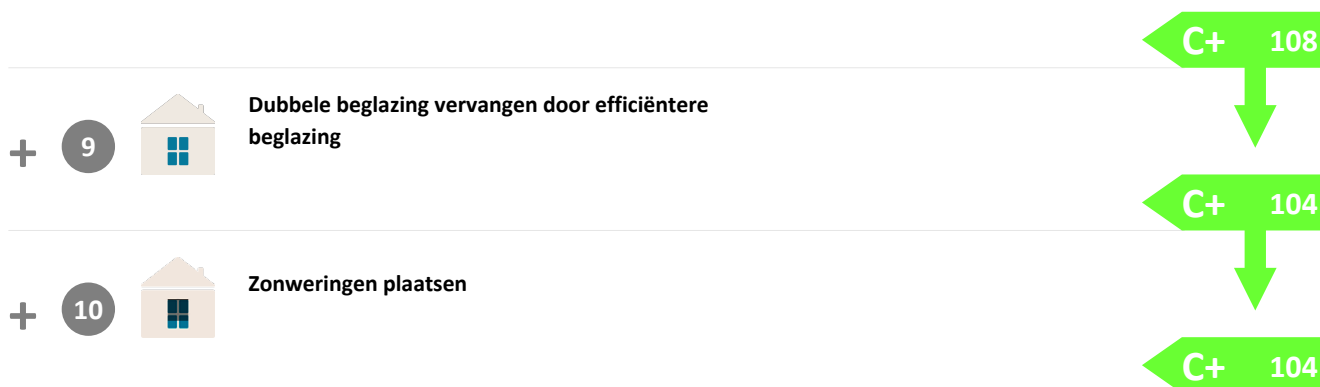 C+ 108
Dubbele beglazing vervangen door efficiëntere
+ 9
beglazing
C+ 104
Zonweringen plaatsen
+ 10
C+ 104